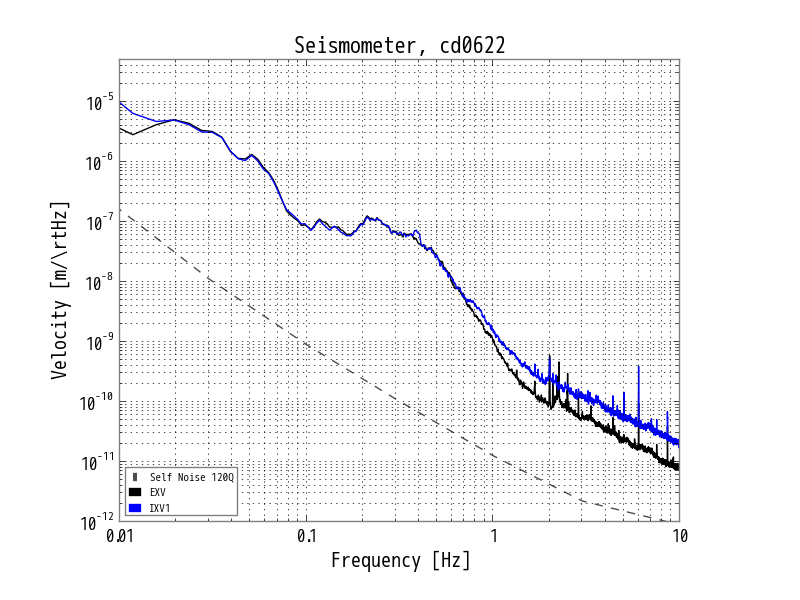 Seismometer, cd0622
10^-5
10^-6
10^-7
10^-8
10^-9
10^-10
10^-11
10^-12
Velocity [m/\rtHz]
Self Noise 120Q
EXV
IXV1
0.01 0.1 1 10
Frequency [Hz]